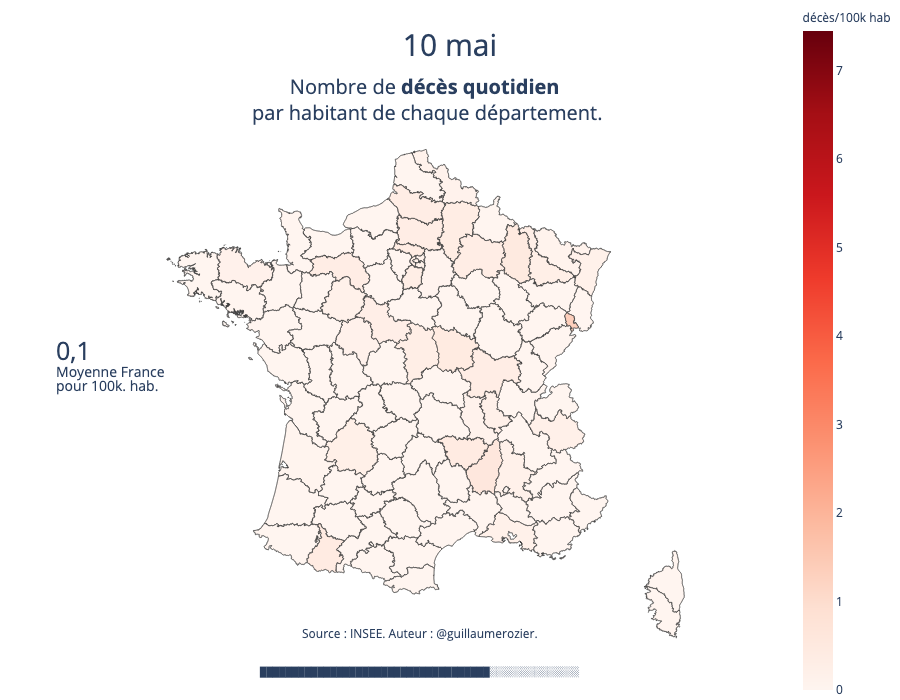 décès/100k hab
10 mai
Nombre de décès quotidien
par habitant de chaque département.
7
6
5
4
3
2
1
0
0,1
Moyenne France
pour 100k. hab.
Source : INSEE. Auteur : @guillaumerozier.